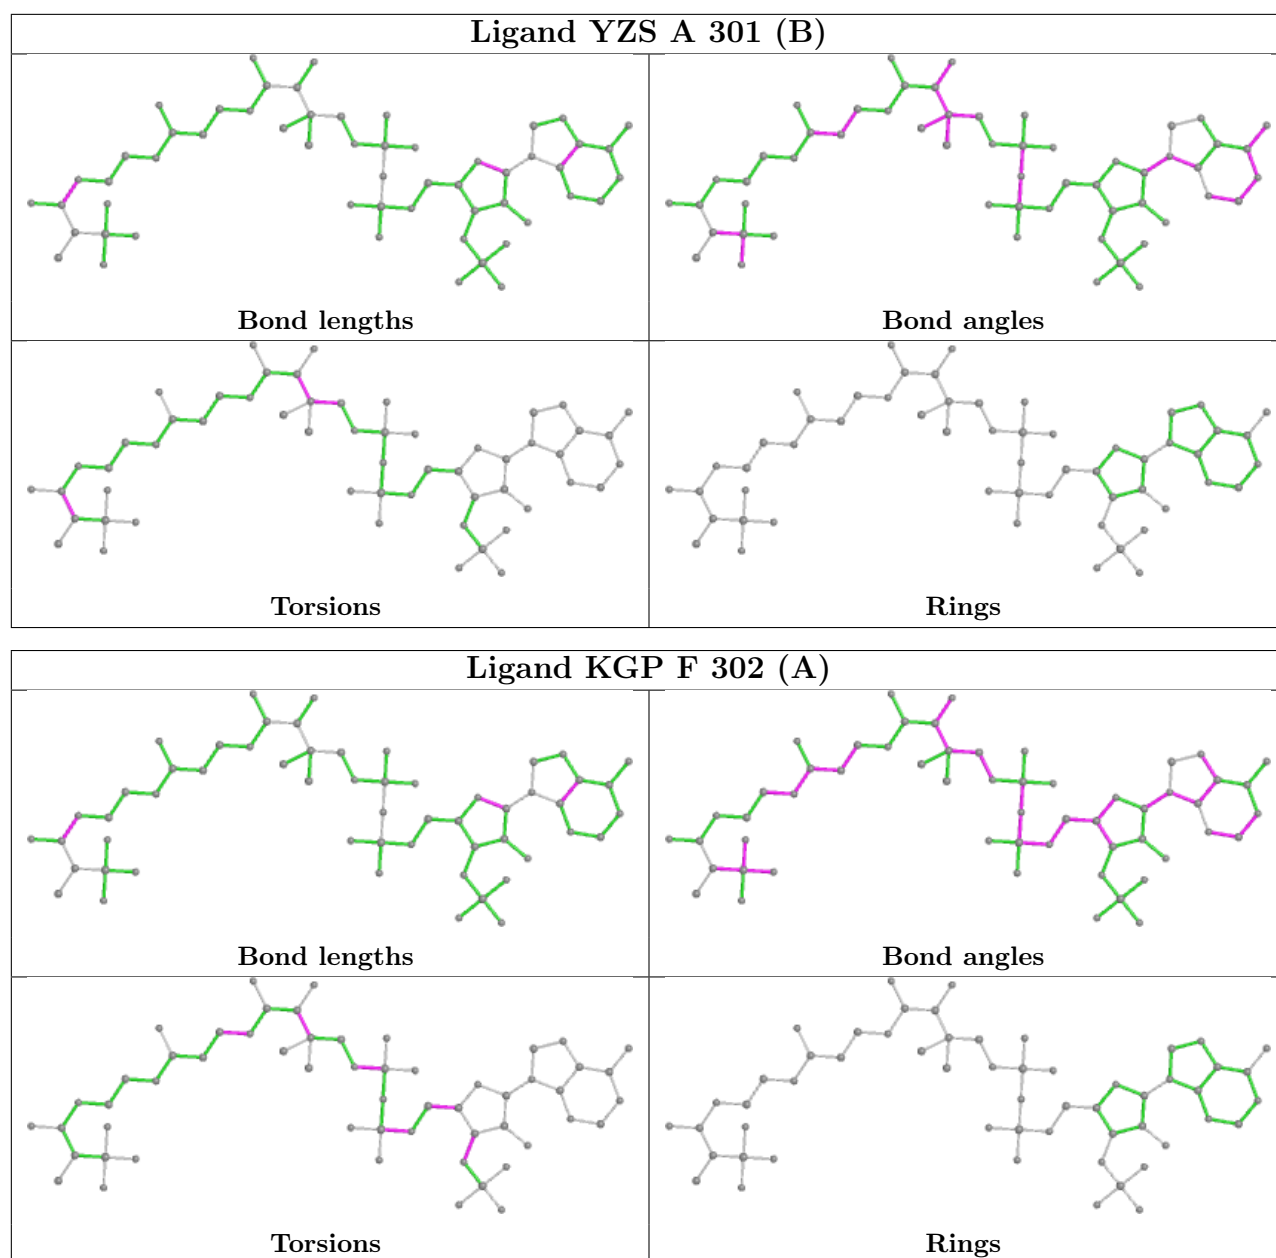 Ligand YZS A 301 (B)
Bond lengths
Bond angles
Torsions
Rings
Ligand KGP F 302 (A)
Bond lengths
Bond angles
Torsions
Rings